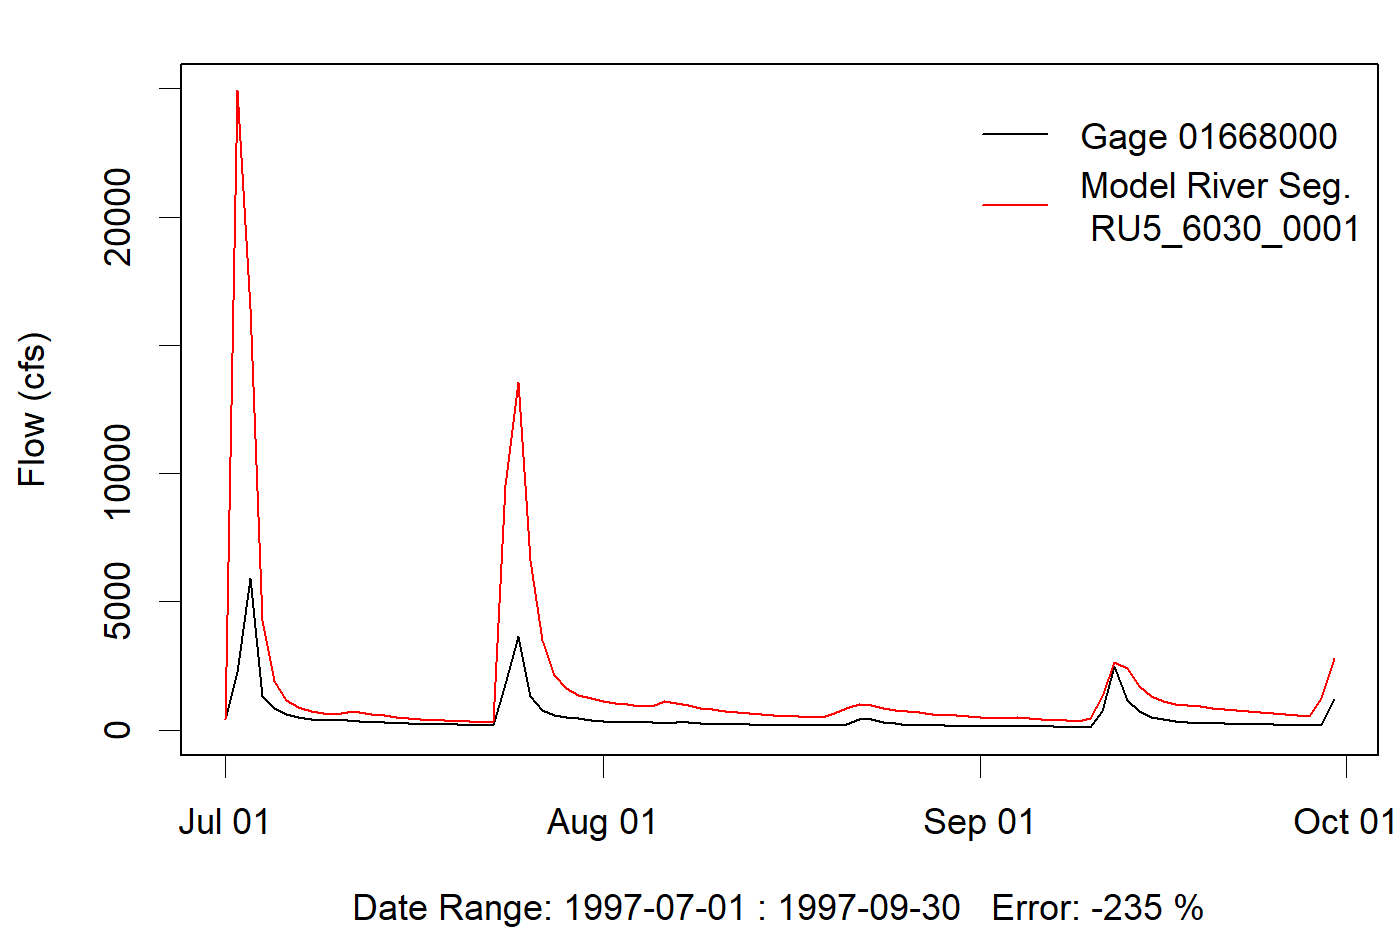 Gage 01668000
Model River Seg.
RU5_6030_0001
Flow (cfs)
20000
10000
5000
0
Jul 01
Aug 01
Sep 01
Oct 01
Date Range: 1997-07-01 : 1997-09-30   Error: -235 %